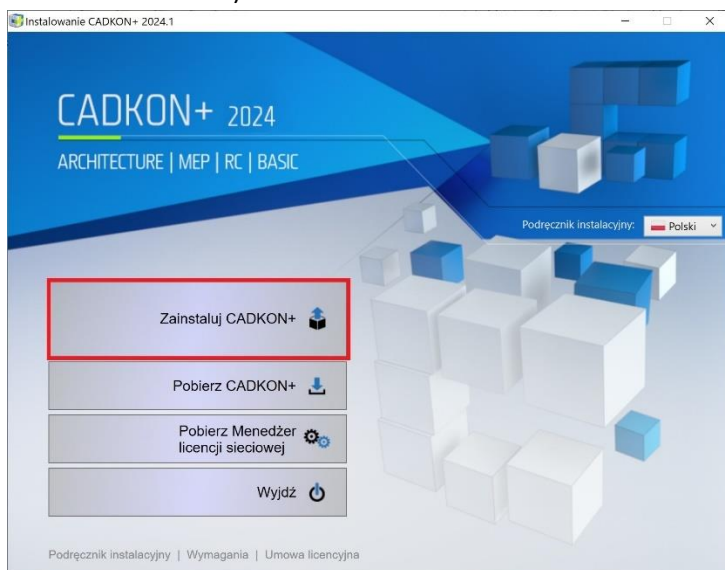 Instalowanie CADKON+ 2024.1
CADKON+ 2024
ARCHITECTURE | MEP | RC | BASIC
Podręcznik instalacyjny: Polski
Zainstaluj CADKON+
Pobierz CADKON+
Pobierz Menedżer
licencji sieciowej
Wyjdź
Podręcznik instalacyjny | Wymagania | Umowa licencyjna